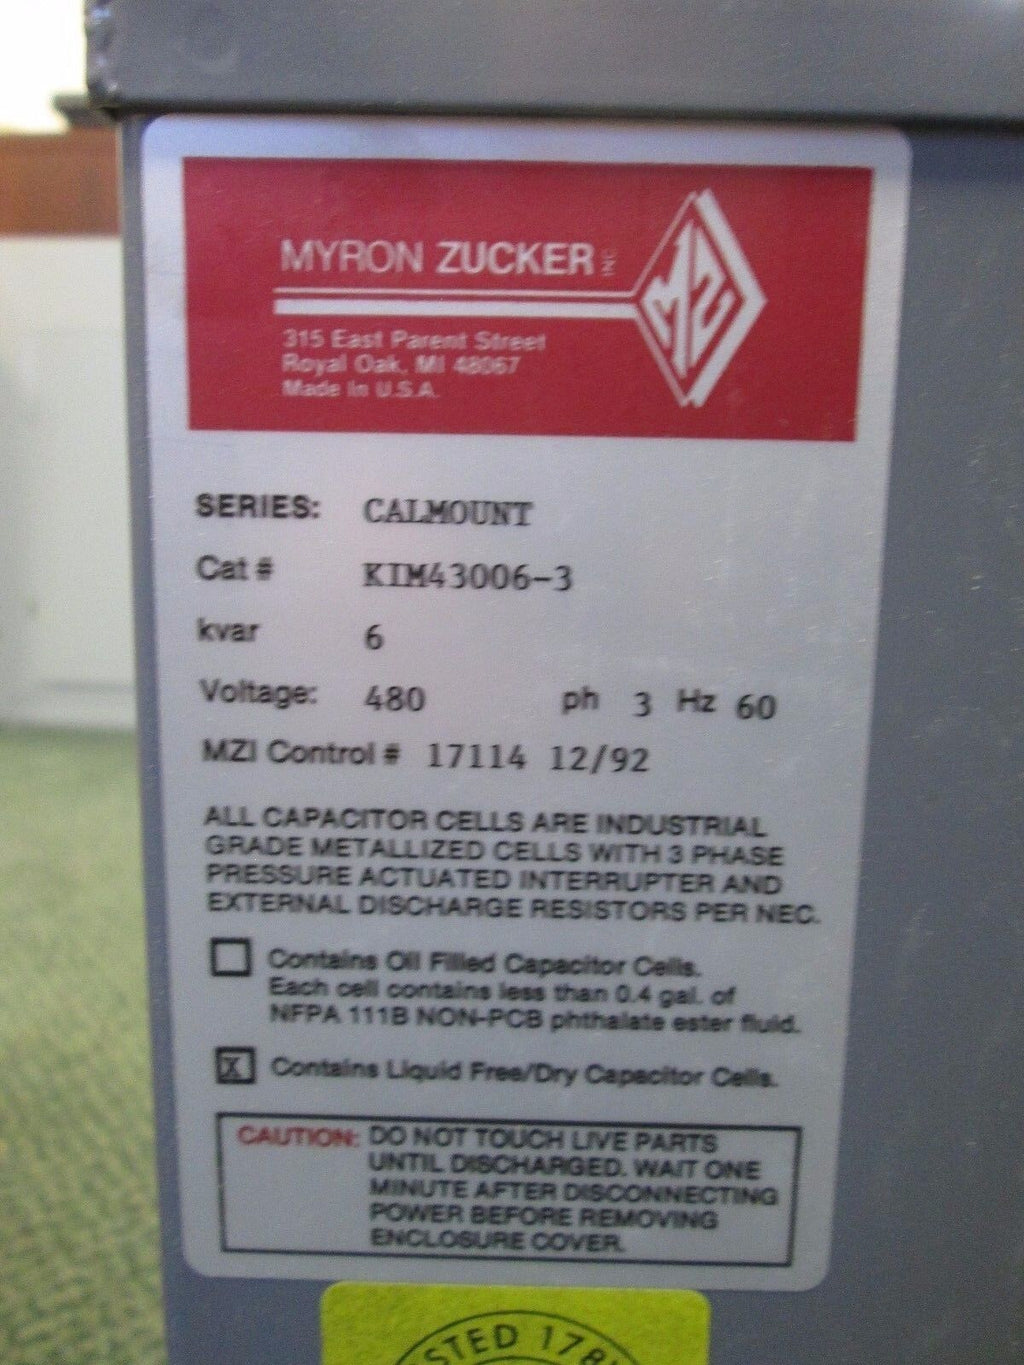 MYRON ZUCKER INC
MZ
315 East Parent Street
Royal Oak, MI 48067
Made In U.S.A.
SERIES: CALMOUNT
Cat # KIM43006-3
kvar 6
Voltage: 480 ph 3 Hz 60
MZI Control # 17114 12/92
ALL CAPACITOR CELLS ARE INDUSTRIAL
GRADE METALLIZED CELLS WITH 3 PHASE
PRESSURE ACTUATED INTERRUPTER AND
EXTERNAL DISCHARGE RESISTORS PER NEC.
Contains Oil Filled Capacitor Cells.
Each cell contains less than 0.4 gal. of
NFPA 111B NON-PCB phthalate ester fluid.
X Contains Liquid Free/Dry Capacitor Cells.
CAUTION: DO NOT TOUCH LIVE PARTS
UNTIL DISCHARGED. WAIT ONE
MINUTE AFTER DISCONNECTING
POWER BEFORE REMOVING
ENCLOSURE COVER.